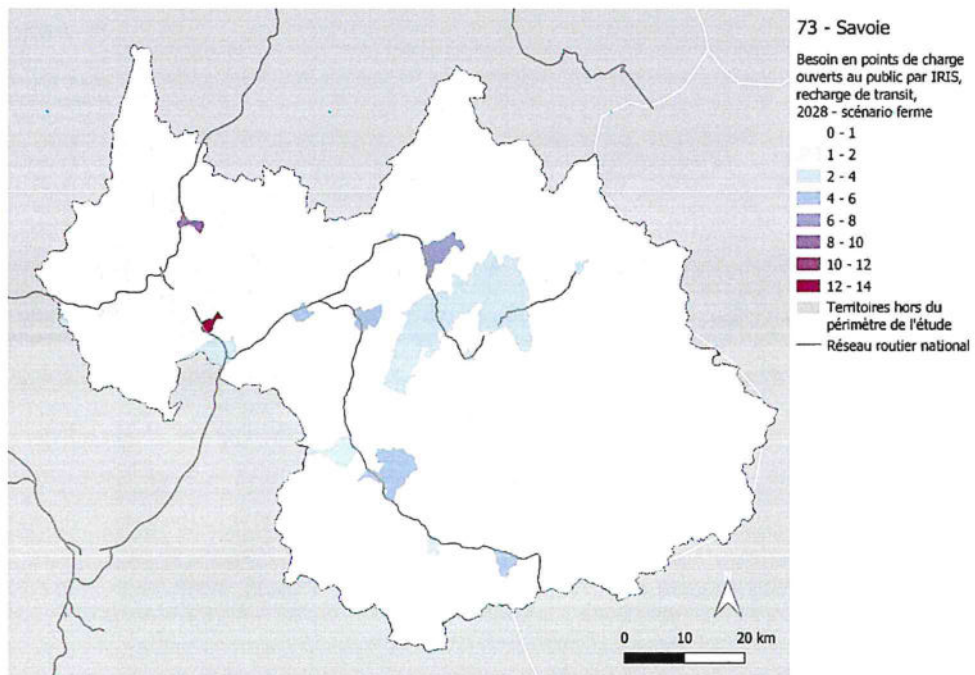 73 - Savoie
Besoin en points de charge
ouverts au public par IRIS,
recharge de transit,
2028 - scénario ferme
0 - 1
1 - 2
2 - 4
4 - 6
6 - 8
8 - 10
10 - 12
12 - 14
Territoires hors du
périmètre de l'étude
Réseau routier national
0 10 20 km